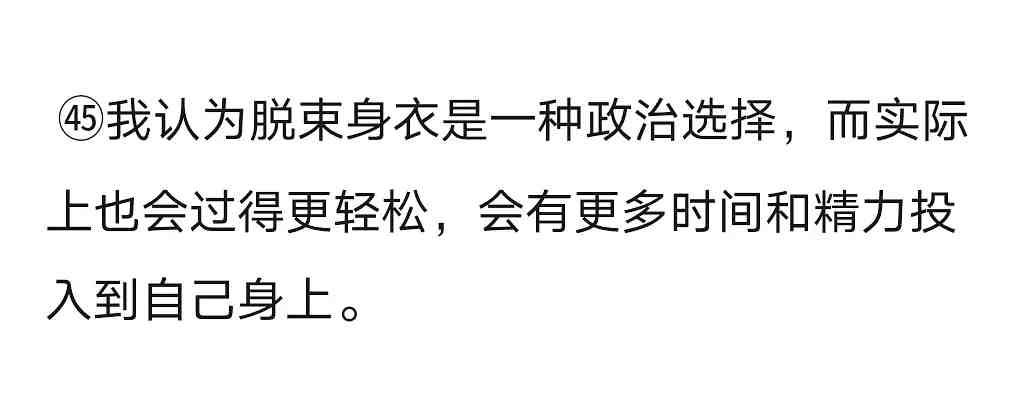 ㊺我认为脱束身衣是一种政治选择，而实际
上也会过得更轻松，会有更多时间和精力投
入到自己身上。